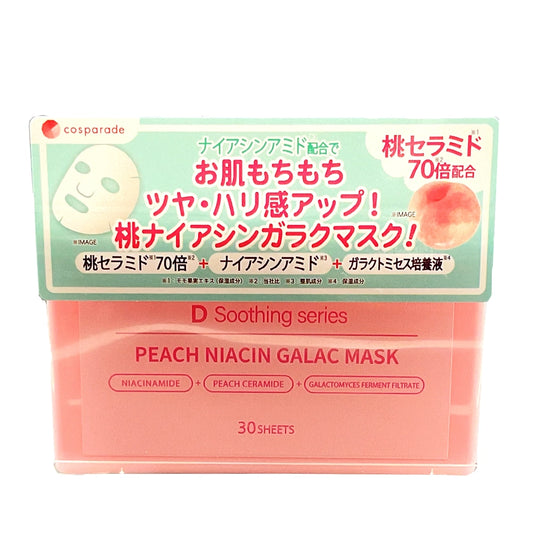 cosparade
ナイアシンアミド配合で
お肌もちもち
ツヤ・ハリ感アップ！
桃ナイアシンガラクマスク！
桃セラミド※1
70倍※2配合
※IMAGE
※IMAGE
桃セラミド※1 70倍※2 + ナイアシンアミド※3 + ガラクトミセス培養液※4
※1 モモ果実エキス（保湿成分） ※2 当社比 ※3 整肌成分 ※4 保湿成分
D Soothing series
PEACH NIACIN GALAC MASK
NIACINAMIDE + PEACH CERAMIDE + GALACTOMYCES FERMENT FILTRATE
30 SHEETS